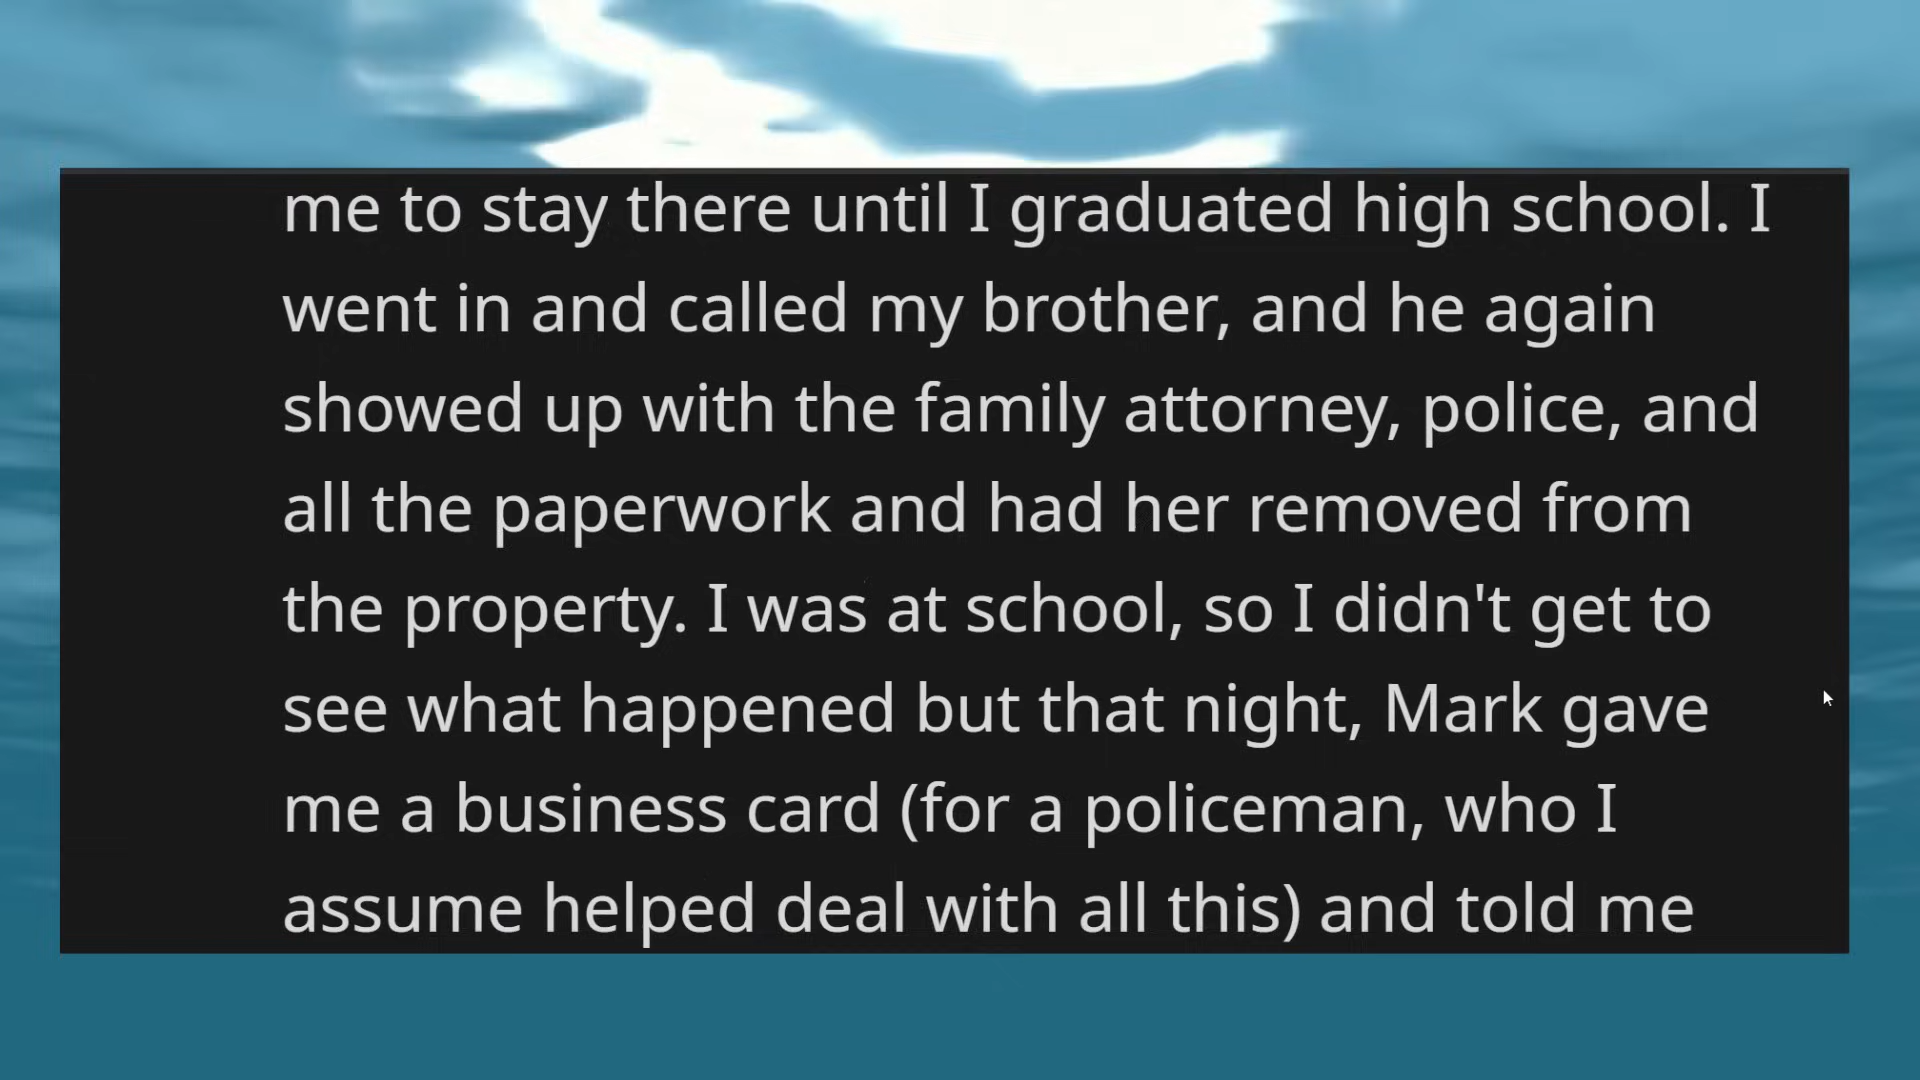 me to stay there until I graduated high school. I
went in and called my brother, and he again
showed up with the family attorney, police, and
all the paperwork and had her removed from
the property. I was at school, so I didn't get to
see what happened but that night, Mark gave
me a business card (for a policeman, who I
assume helped deal with all this) and told me